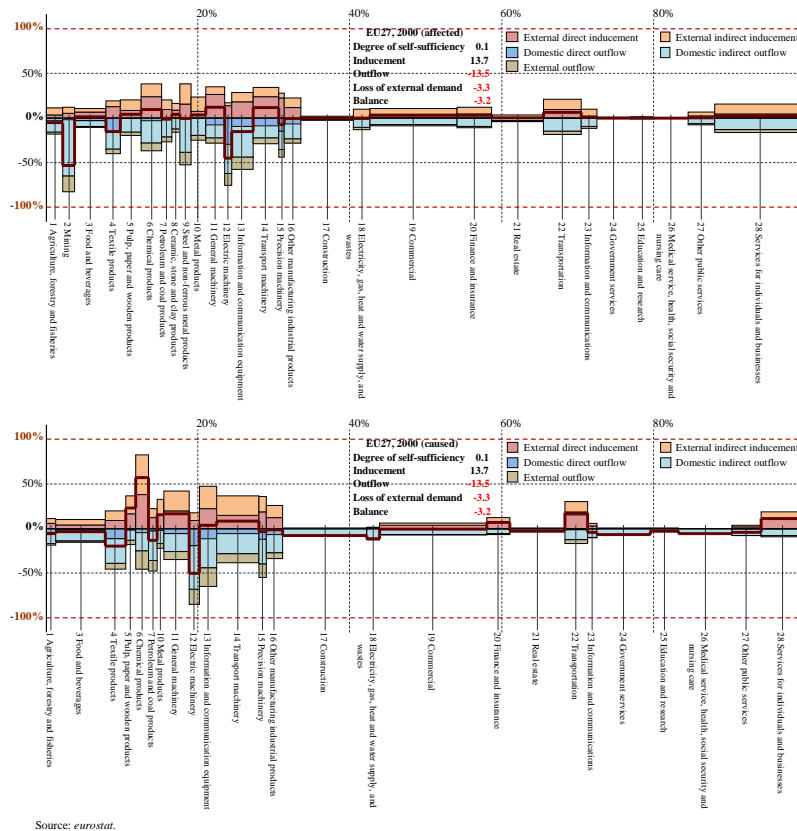 20%
40%
60%
80%
100%
50%
0%
-50%
-100%
EU27, 2000 (affected)
Degree of self-sufficiency 0.1
Inducement 13.7
Outflow -13.5
Loss of external demand -3.3
Balance -3.2
External direct inducement
External indirect inducement
Domestic direct outflow
Domestic indirect outflow
External outflow
1 Agriculture, forestry and fisheries
2 Mining
3 Food and beverages
4 Textile products
5 Pulp, paper and wooden products
6 Chemical products
7 Petroleum and coal products
8 Ceramic, stone and clay products
9 Steel and non-ferrous metal products
10 Metal products
11 General machinery
12 Electric machinery
13 Information and communication equipment
14 Transport machinery
15 Precision machinery
16 Other manufacturing industrial products
17 Construction
18 Electricity, gas, heat and water supply, and
wastes
19 Commercial
20 Finance and insurance
21 Real estate
22 Transportation
23 Information and communications
24 Government services
25 Education and research
26 Medical service, health, social security and
nursing care
27 Other public services
28 Services for individuals and businesses
20%
40%
60%
80%
100%
50%
0%
-50%
-100%
EU27, 2000 (caused)
Degree of self-sufficiency 0.1
Inducement 13.7
Outflow -13.5
Loss of external demand -3.3
Balance -3.2
External direct inducement
External indirect inducement
Domestic direct outflow
Domestic indirect outflow
External outflow
1 Agriculture, forestry and fisheries
3 Food and beverages
4 Textile products
5 Pulp, paper and wooden products
6 Chemical products
7 Petroleum and coal products
10 Metal products
11 General machinery
12 Electric machinery
13 Information and communication equipment
14 Transport machinery
15 Precision machinery
16 Other manufacturing industrial products
17 Construction
18 Electricity, gas, heat and water supply, and
wastes
19 Commercial
20 Finance and insurance
21 Real estate
22 Transportation
23 Information and communications
24 Government services
25 Education and research
26 Medical service, health, social security and
nursing care
27 Other public services
28 Services for individuals and businesses
Source: eurostat.